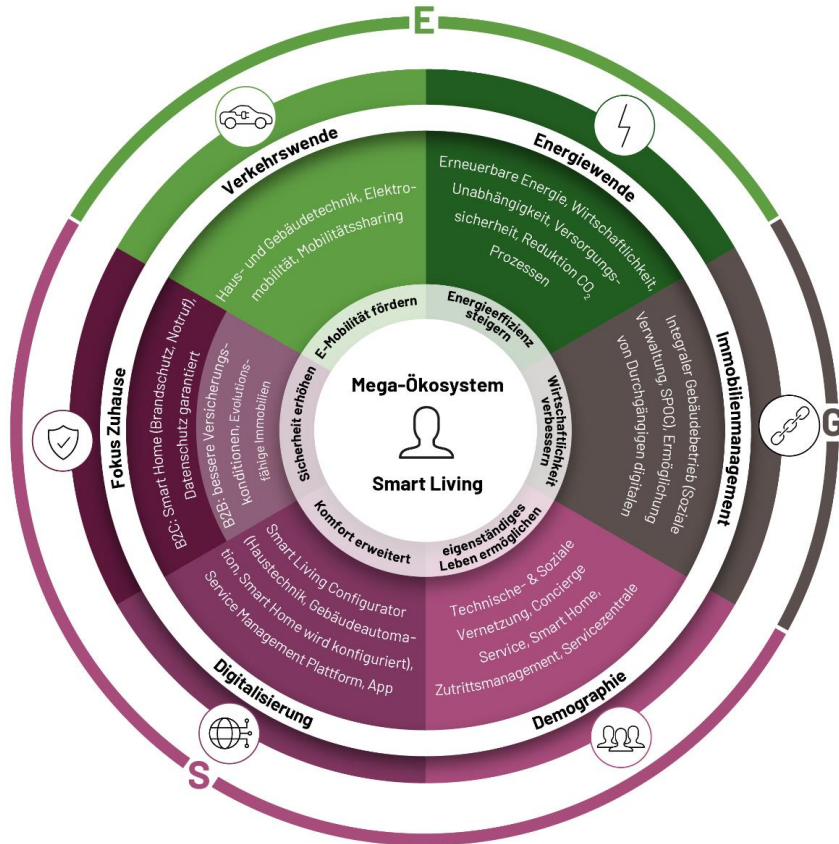 E
Verkehrswende
Haus- und Gebäudetechnik, Elektro-
mobilität, Mobilitätssharing
E-Mobilität fördern
Energiewende
Erneuerbare Energie, Wirtschaftlichkeit,
Unabhängigkeit, Versorgungs-
sicherheit, Reduktion CO₂
Prozessen
Energieeffizienz
steigern
G
Immobilienmanagement
Integraler Gebäudebetrieb (Soziale
Verwaltung, SPOC), Ermöglichung
von Durchgängigen digitalen
Wirtschaftlichkeit
verbessern
Demographie
Technische- & Soziale
Vernetzung, Concierge
Service, Smart Home,
Zutrittsmanagement, Servicezentrale
eigenständiges
Leben ermöglichen
S
Digitalisierung
Smart Living Configurator
(Haustechnik, Gebäudeautoma-
tion, Smart Home wird konfiguriert),
Service Management Plattform, App
Komfort erweitert
Fokus Zuhause
B2C: Smart Home (Brandschutz, Notruf),
Datenschutz garantiert
B2B: bessere Versicherungs-
konditionen, Evolutions-
fähige Immobilien
Sicherheit erhöhen
Mega-Ökosystem
Smart Living